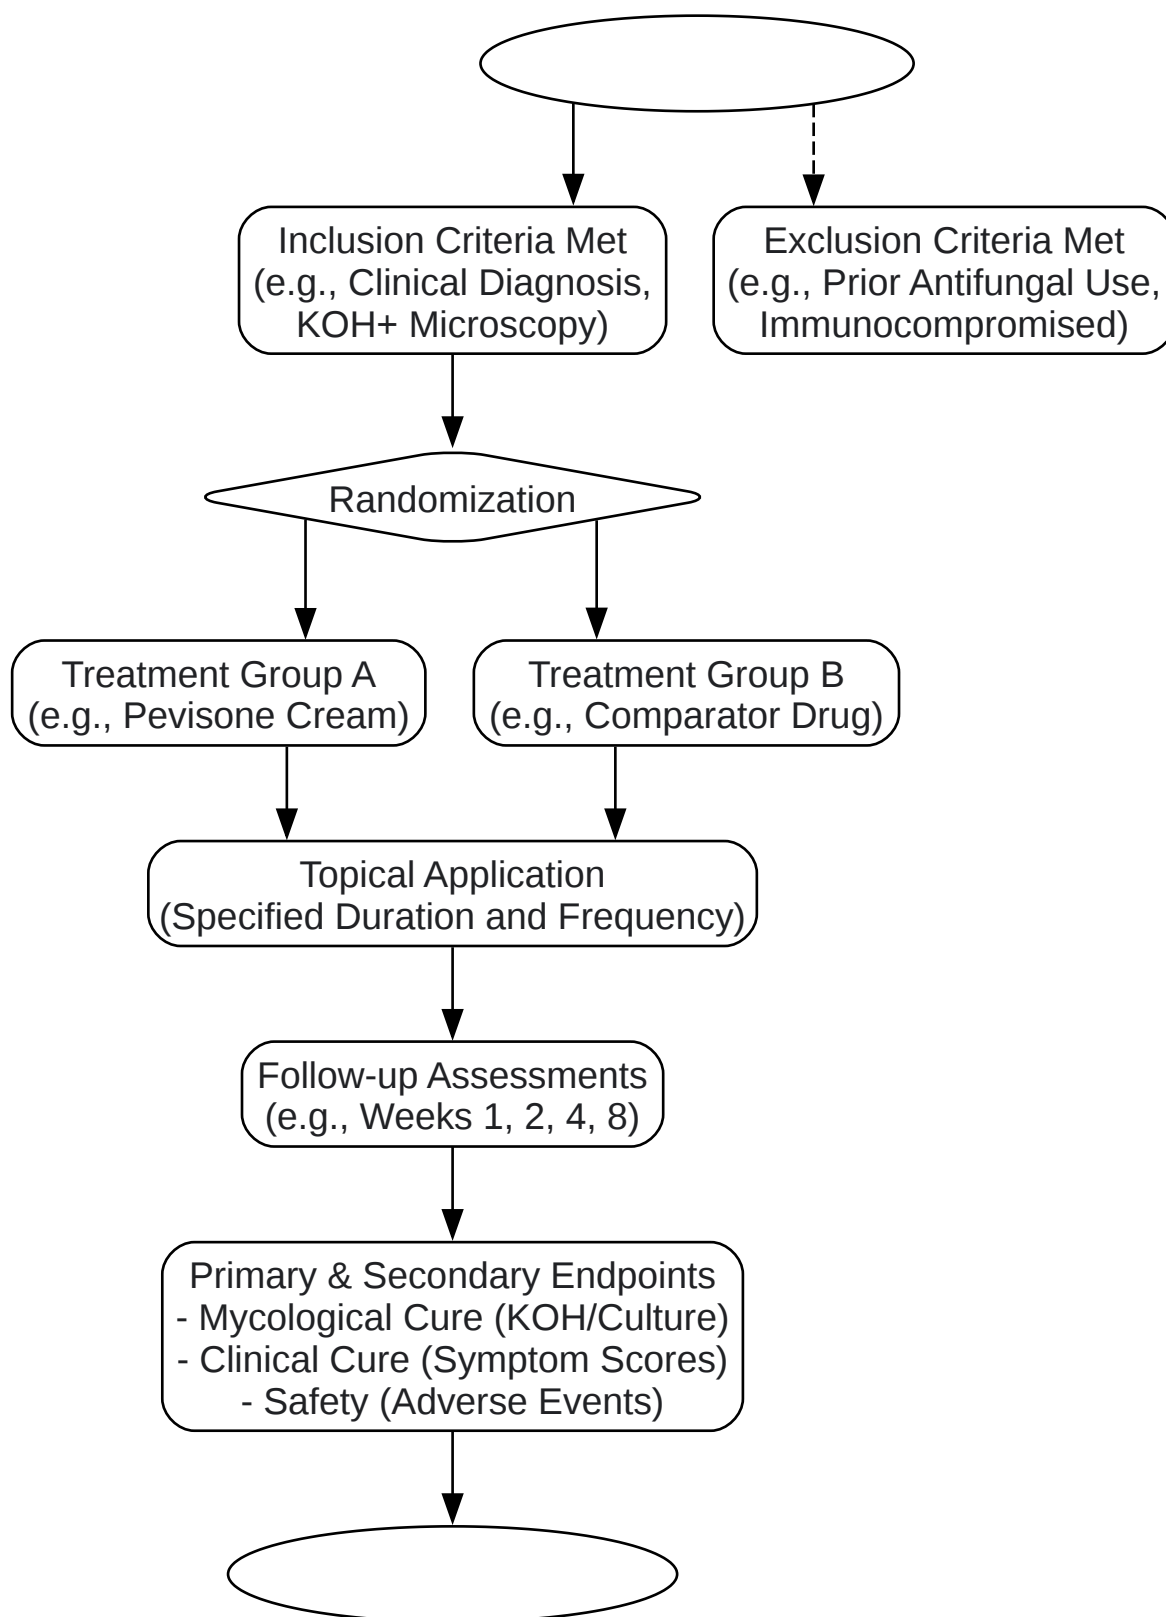 Inclusion Criteria Met
(e.g., Clinical Diagnosis,
KOH+ Microscopy)
Exclusion Criteria Met
(e.g., Prior Antifungal Use,
Immunocompromised)
Randomization
Treatment Group A
(e.g., Pevisone Cream)
Treatment Group B
(e.g., Comparator Drug)
Topical Application
(Specified Duration and Frequency)
Follow-up Assessments
(e.g., Weeks 1, 2, 4, 8)
Primary & Secondary Endpoints
- Mycological Cure (KOH/Culture)
- Clinical Cure (Symptom Scores)
- Safety (Adverse Events)